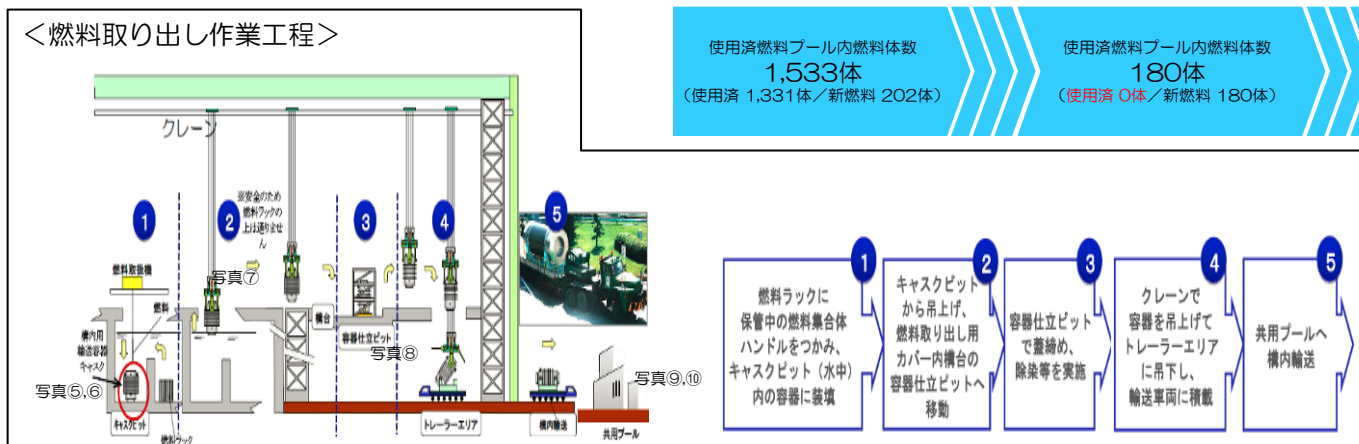 ＜燃料取り出し作業工程＞
使用済燃料プール内燃料体数
1,533体
（使用済 1,331体／新燃料 202体）
使用済燃料プール内燃料体数
180体
（使用済 0体／新燃料 180体）
クレーン
1
2
※安全のため
燃料ラックの
上は通りませ
ん
3
4
5
燃料取扱機
燃料
構内用
輸送容器
キャスク
写真⑤,⑥
写真⑦
構台
容器仕立ピット
写真⑧
写真⑨,⑩
キャスクピット
燃料ラック
トレーラーエリア
構内輸送
共用プール
1
燃料ラックに
保管中の燃料集合体
ハンドルをつかみ、
キャスクピット（水中）
内の容器に装填
2
キャスクピット
から吊上げ、
燃料取り出し用
カバー内構台の
容器仕立ピットへ
移動
3
容器仕立ピット
で蓋締め、
除染等を実施
4
クレーンで
容器を吊上げて
トレーラーエリア
に吊下し、
輸送車両に積載
5
共用プールへ
構内輸送